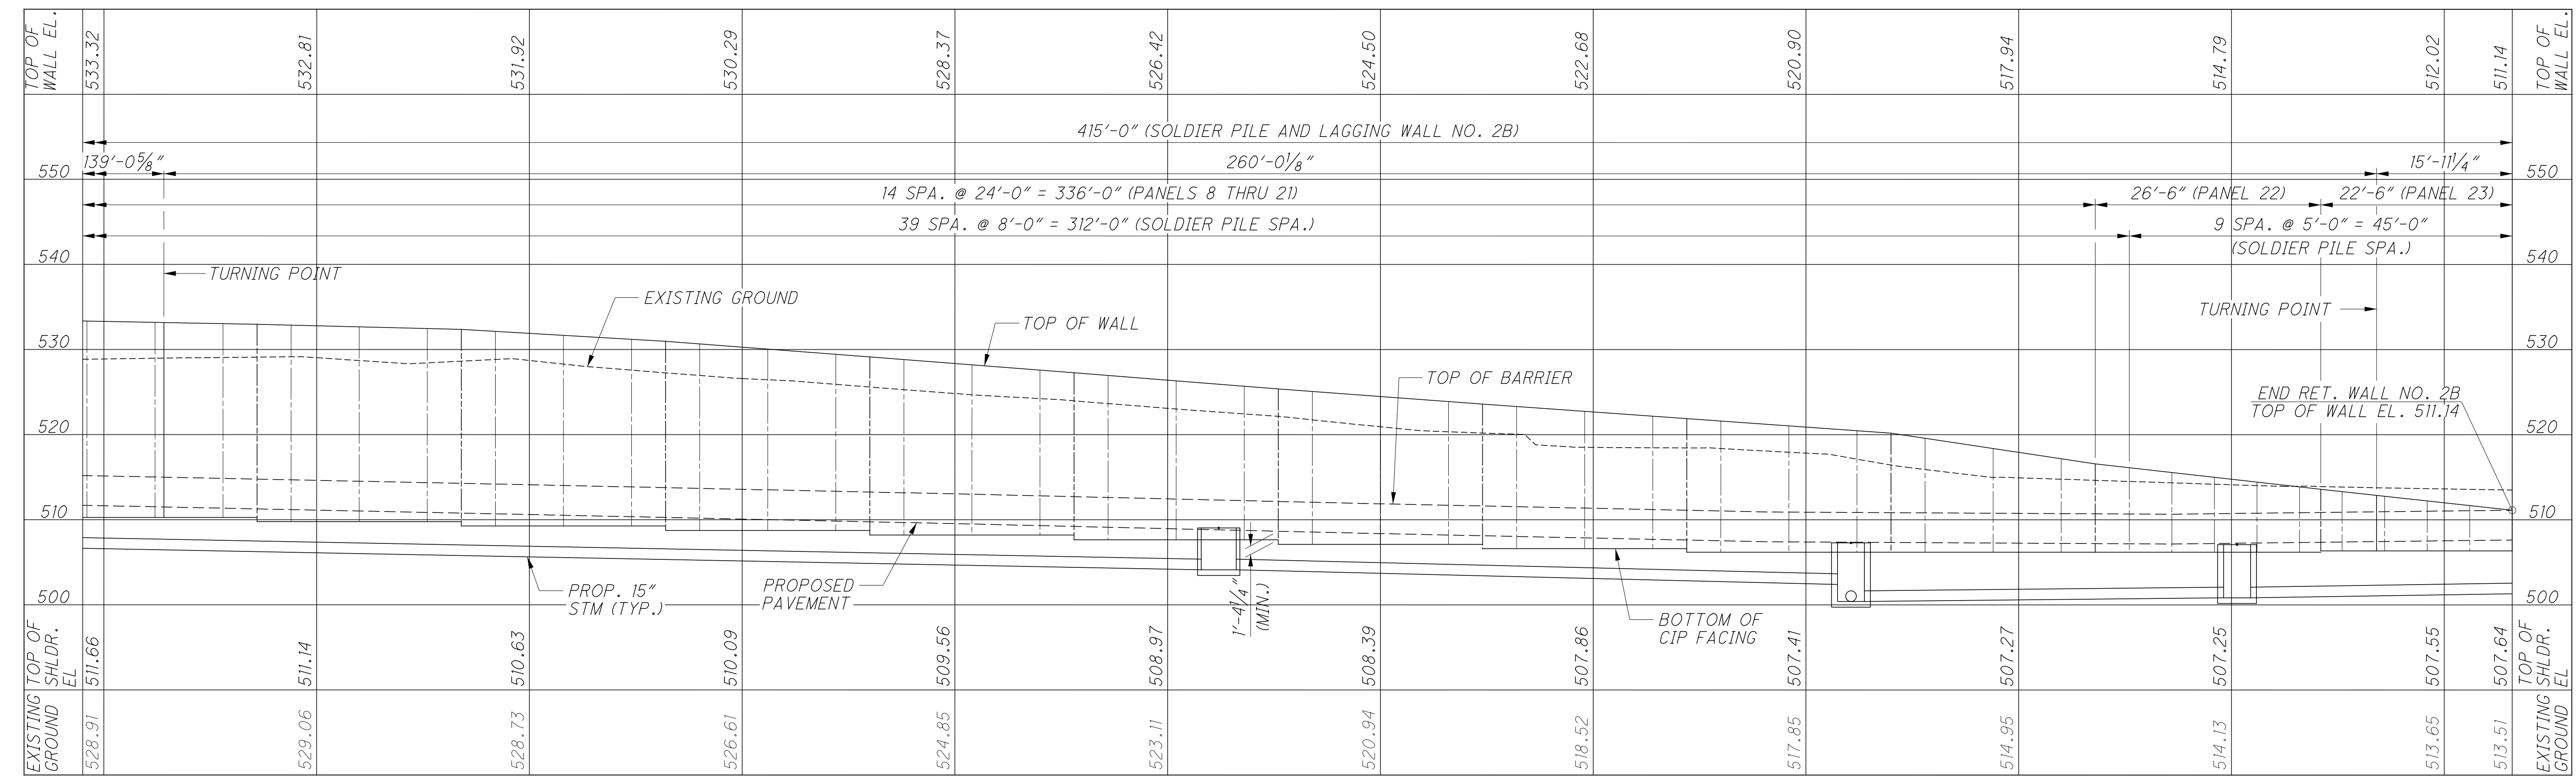 TOP OF
WALL EL.
533.32
532.81
531.92
530.29
528.37
526.42
524.50
522.68
520.90
517.94
514.79
512.02
511.14
TOP OF
WALL EL.
415'-0" (SOLDIER PILE AND LAGGING WALL NO. 2B)
139'-0⅝"
260'-0⅛"
15'-11¼"
550
550
14 SPA. @ 24'-0" = 336'-0" (PANELS 8 THRU 21)
26'-6" (PANEL 22)
22'-6" (PANEL 23)
39 SPA. @ 8'-0" = 312'-0" (SOLDIER PILE SPA.)
9 SPA. @ 5'-0" = 45'-0"
(SOLDIER PILE SPA.)
540
540
TURNING POINT
EXISTING GROUND
TOP OF WALL
TURNING POINT
530
530
TOP OF BARRIER
END RET. WALL NO. 2B
TOP OF WALL EL. 511.14
520
520
510
510
PROP. 15"
STM (TYP.)
PROPOSED
PAVEMENT
1'-4¼"
(MIN.)
BOTTOM OF
CIP FACING
500
500
TOP OF
SHLDR.
EL
511.66
511.14
510.63
510.09
509.56
508.97
508.39
507.86
507.41
507.27
507.25
507.55
507.64
TOP OF
SHLDR.
EL
EXISTING
GROUND
528.91
529.06
528.73
526.61
524.85
523.11
520.94
518.52
517.85
514.95
514.13
513.65
513.51
EXISTING
GROUND